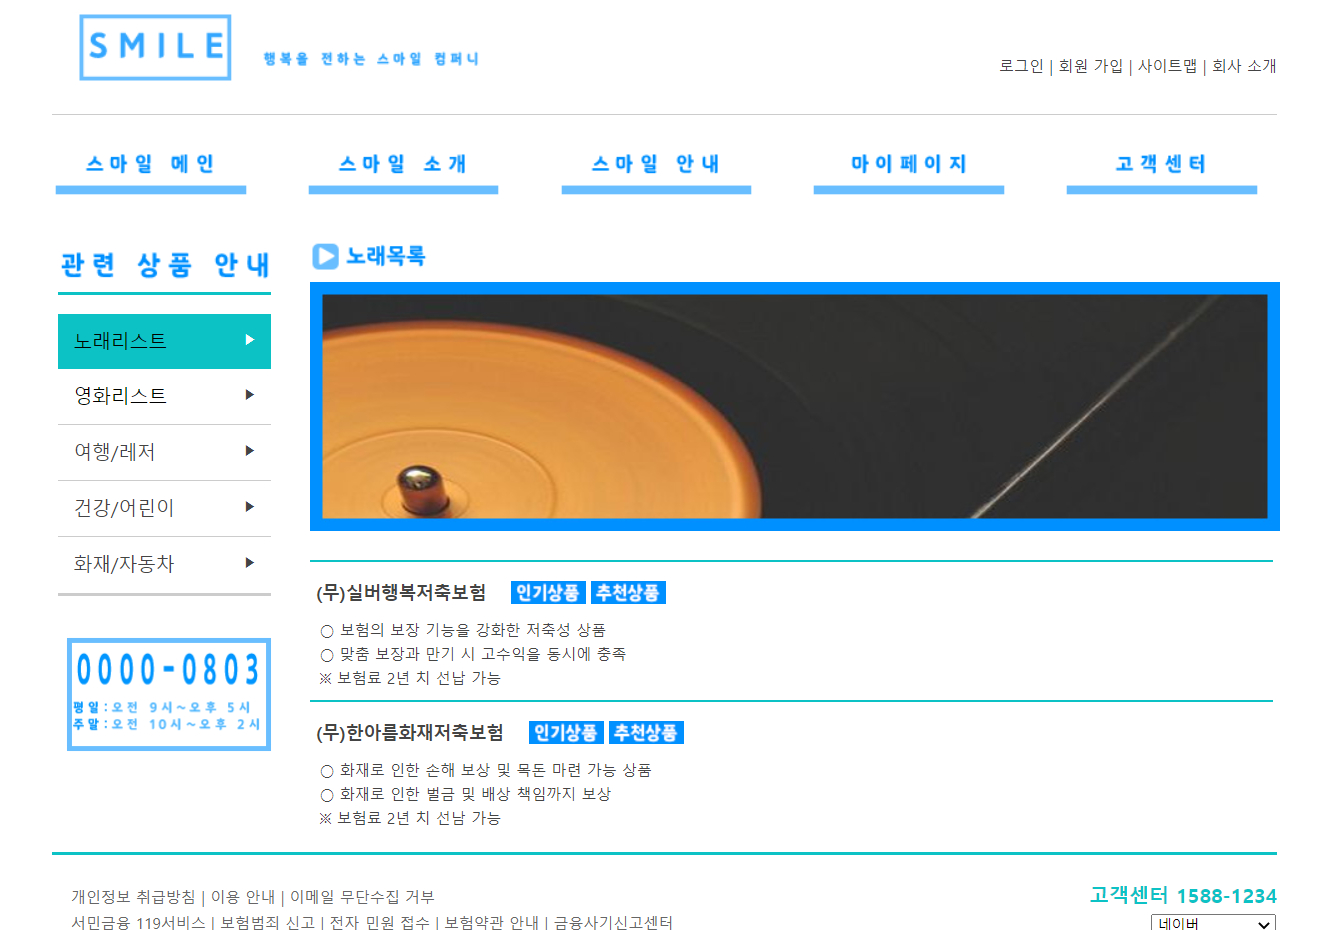 SMILE
행복을 전하는 스마일 컴퍼니
로그인 | 회원 가입 | 사이트맵 | 회사 소개
스마일 메인 스마일 소개 스마일 안내 마이페이지 고객센터
관련 상품 안내
노래리스트
영화리스트
여행/레저
건강/어린이
화재/자동차
0000-0803
평일:오전 9시~오후 5시
주말:오전 10시~오후 2시
노래목록
(무)실버행복저축보험 인기상품 추천상품
○ 보험의 보장 기능을 강화한 저축성 상품
○ 맞춤 보장과 만기 시 고수익을 동시에 충족
※ 보험료 2년 치 선납 가능
(무)한아름화재저축보험 인기상품 추천상품
○ 화재로 인한 손해 보상 및 목돈 마련 가능 상품
○ 화재로 인한 벌금 및 배상 책임까지 보상
※ 보험료 2년 치 선남 가능
개인정보 취급방침 | 이용 안내 | 이메일 무단수집 거부
서민금융 119서비스 | 보험범죄 신고 | 전자 민원 접수 | 보험약관 안내 | 금융사기신고센터
고객센터 1588-1234
네이버